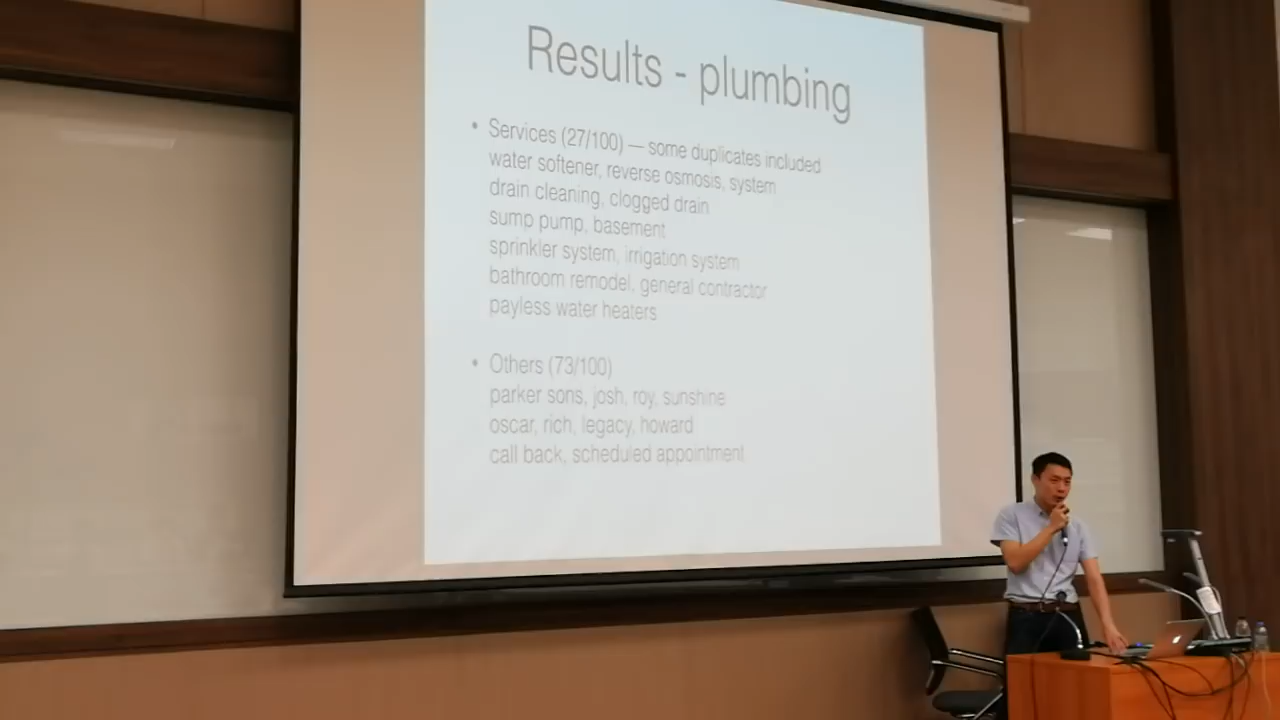 Results - plumbing
• Services (27/100) — some duplicates included
water softener, reverse osmosis, system
drain cleaning, clogged drain
sump pump, basement
sprinkler system, irrigation system
bathroom remodel, general contractor
payless water heaters
• Others (73/100)
parker sons, josh, roy, sunshine
oscar, rich, legacy, howard
call back, scheduled appointment